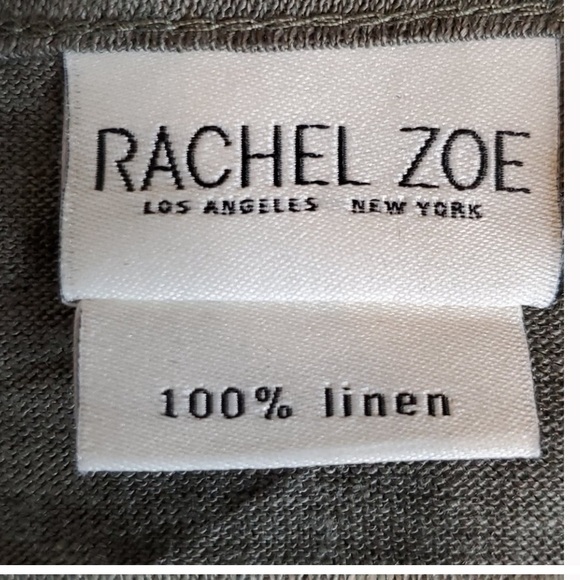 RACHEL ZOE
LOS ANGELES NEW YORK
100% linen